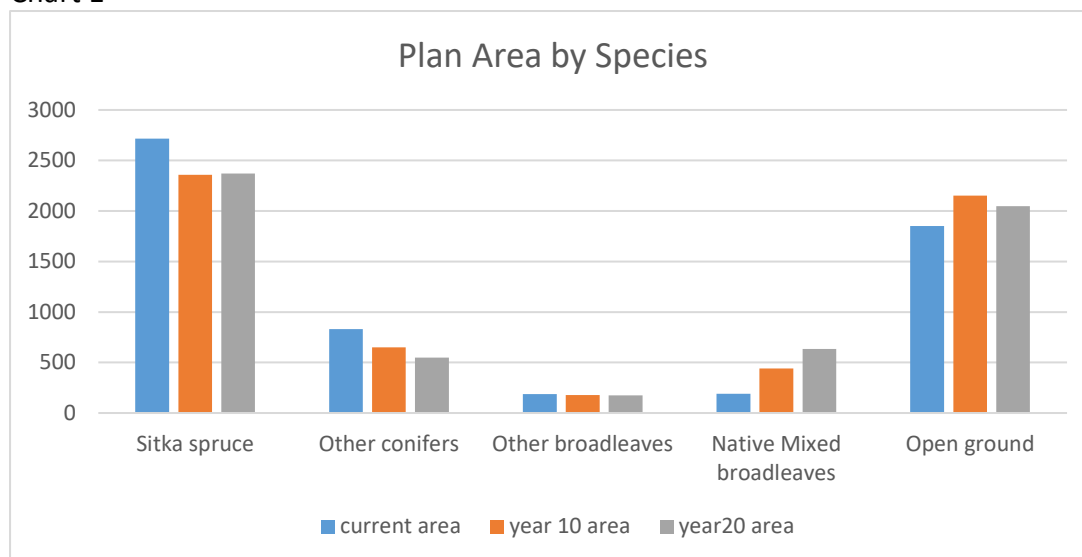 Plan Area by Species
3000
2500
2000
1500
1000
500
0
Sitka spruce
Other conifers
Other broadleaves
Native Mixed
broadleaves
Open ground
current area
year 10 area
year20 area